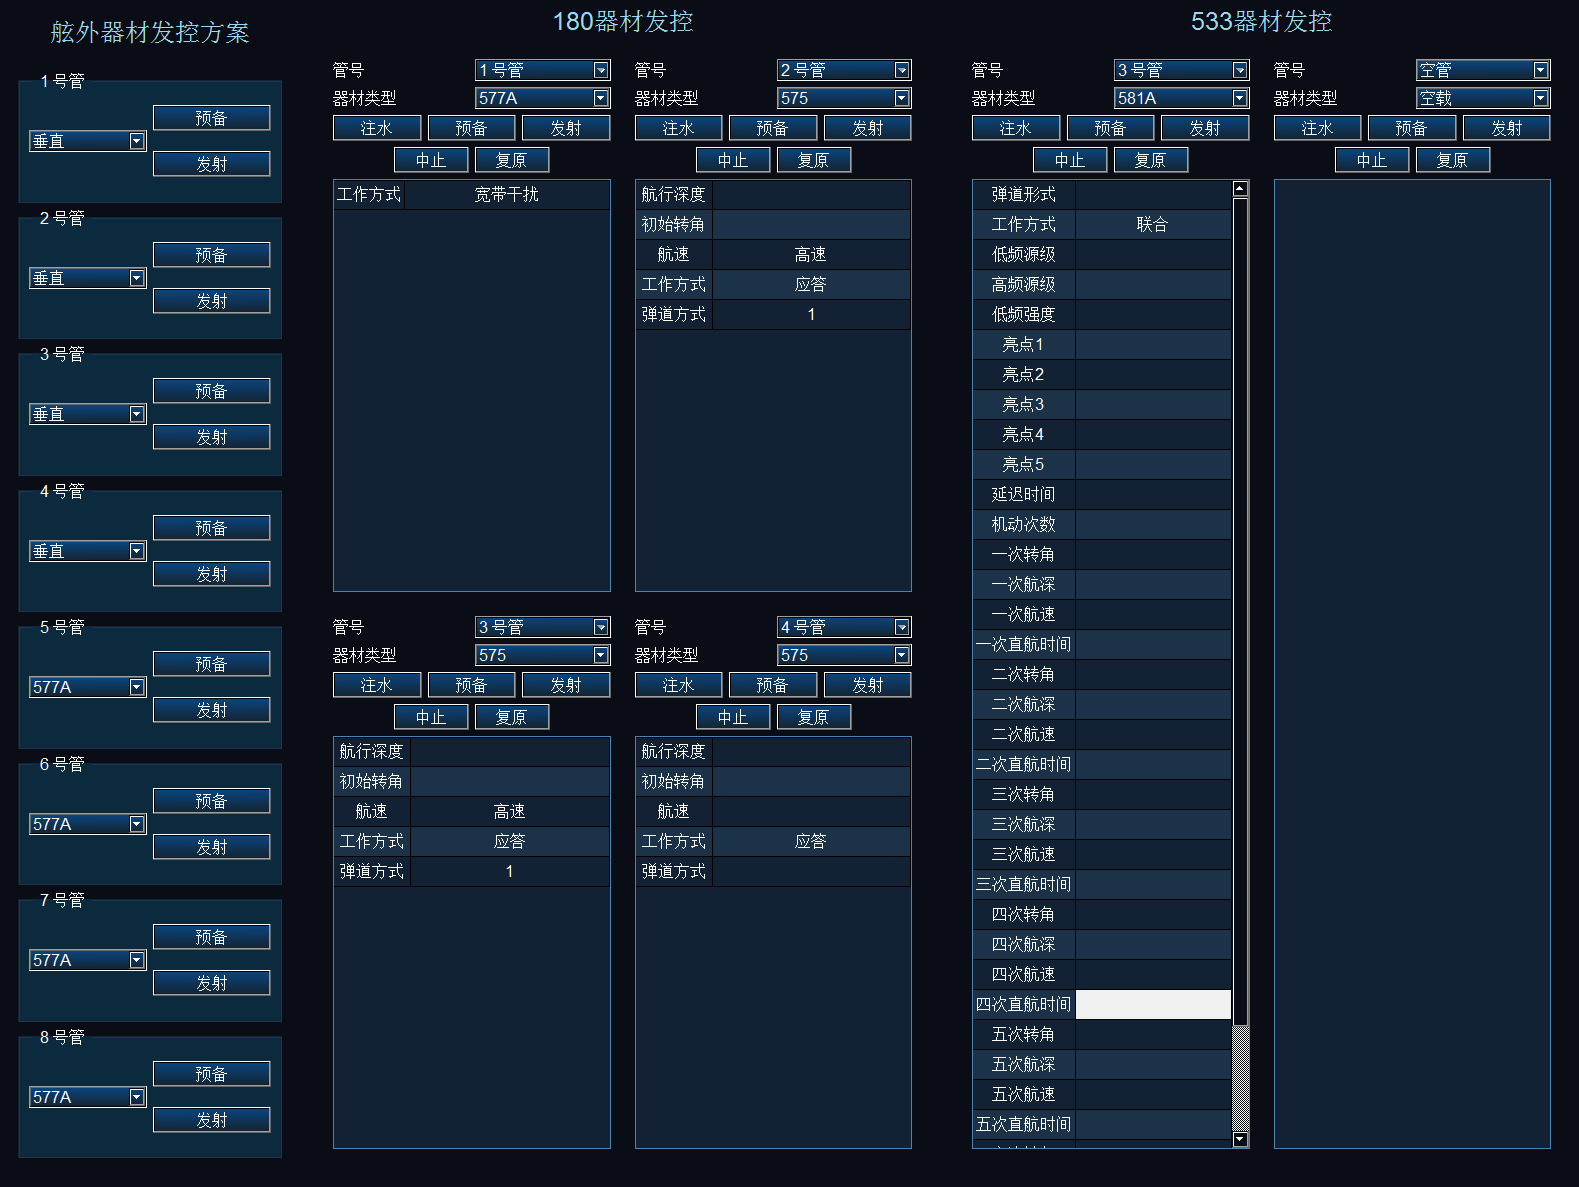 舷外器材发控方案
1 号管
垂直
预备
发射
2 号管
垂直
预备
发射
3 号管
垂直
预备
发射
4 号管
垂直
预备
发射
5 号管
577A
预备
发射
6 号管
577A
预备
发射
7 号管
577A
预备
发射
8 号管
577A
预备
发射
180器材发控
管号 1 号管
器材类型 577A
注水 预备 发射
中止 复原
工作方式 宽带干扰
管号 2 号管
器材类型 575
注水 预备 发射
中止 复原
航行深度
初始转角
航速 高速
工作方式 应答
弹道方式 1
管号 3 号管
器材类型 575
注水 预备 发射
中止 复原
航行深度
初始转角
航速 高速
工作方式 应答
弹道方式 1
管号 4 号管
器材类型 575
注水 预备 发射
中止 复原
航行深度
初始转角
航速
工作方式 应答
弹道方式
533器材发控
管号 3 号管
器材类型 581A
注水 预备 发射
中止 复原
弹道形式
工作方式 联合
低频源级
高频源级
低频强度
亮点1
亮点2
亮点3
亮点4
亮点5
延迟时间
机动次数
一次转角
一次航深
一次航速
一次直航时间
二次转角
二次航深
二次航速
二次直航时间
三次转角
三次航深
三次航速
三次直航时间
四次转角
四次航深
四次航速
四次直航时间
五次转角
五次航深
五次航速
五次直航时间
管号 空管
器材类型 空载
注水 预备 发射
中止 复原